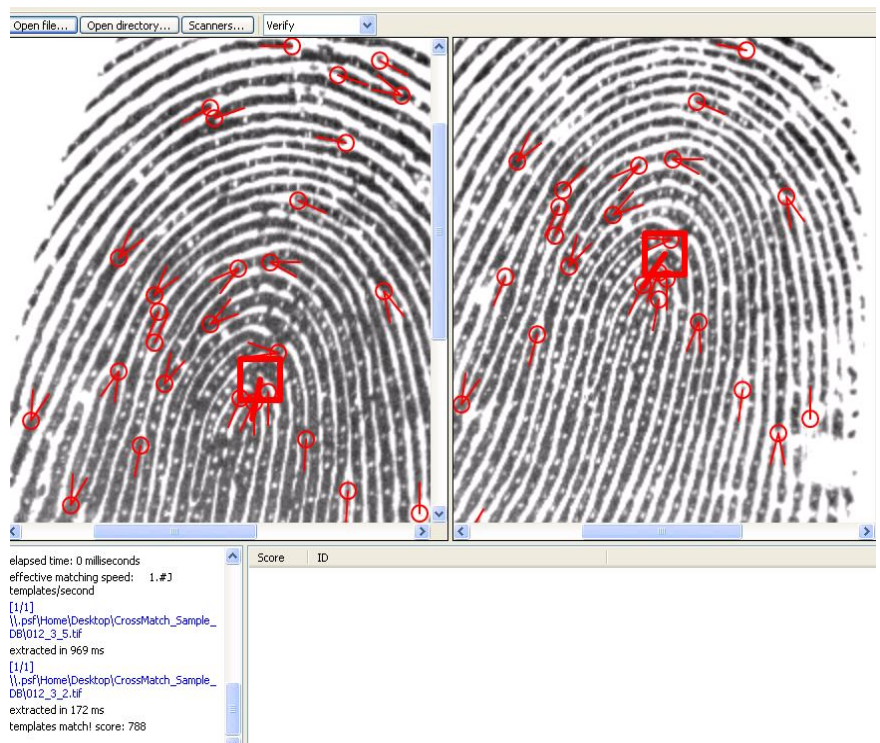 Open file... Open directory... Scanners... Verify
elapsed time: 0 milliseconds
effective matching speed: 1.#J
templates/second
[1/1]
\\.psf\Home\Desktop\CrossMatch_Sample_
DB\012_3_5.tif
extracted in 969 ms
[1/1]
\\.psf\Home\Desktop\CrossMatch_Sample_
DB\012_3_2.tif
extracted in 172 ms
templates match! score: 788
Score ID